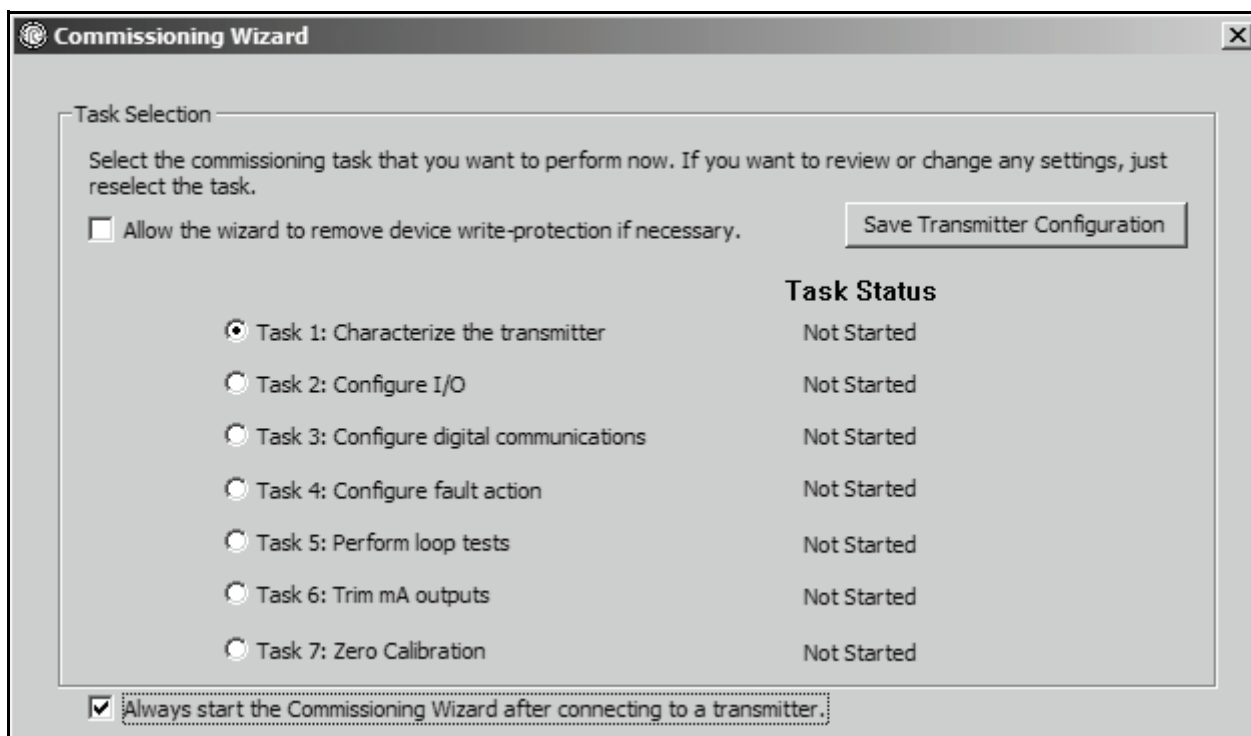 Commissioning Wizard
Task Selection
Select the commissioning task that you want to perform now. If you want to review or change any settings, just
reselect the task.
Allow the wizard to remove device write-protection if necessary.
Save Transmitter Configuration
Task Status
Task 1: Characterize the transmitter Not Started
Task 2: Configure I/O Not Started
Task 3: Configure digital communications Not Started
Task 4: Configure fault action Not Started
Task 5: Perform loop tests Not Started
Task 6: Trim mA outputs Not Started
Task 7: Zero Calibration Not Started
Always start the Commissioning Wizard after connecting to a transmitter.